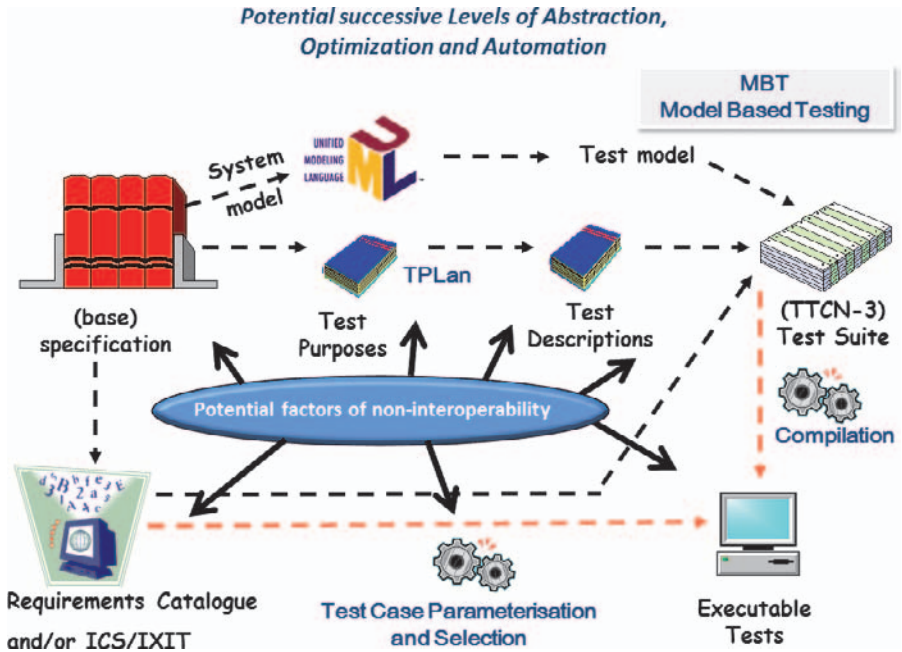 Potential successive Levels of Abstraction,
Optimization and Automation
MBT
Model Based Testing
System
model
UNIFIED
MODELING
LANGUAGE
UML
TM
Test model
TPLan
(base)
specification
Test
Purposes
Test
Descriptions
(TTCN-3)
Test Suite
Potential factors of non-interoperability
Compilation
Requirements Catalogue
and/or ICS/IXIT
Test Case Parameterisation
and Selection
Executable
Tests